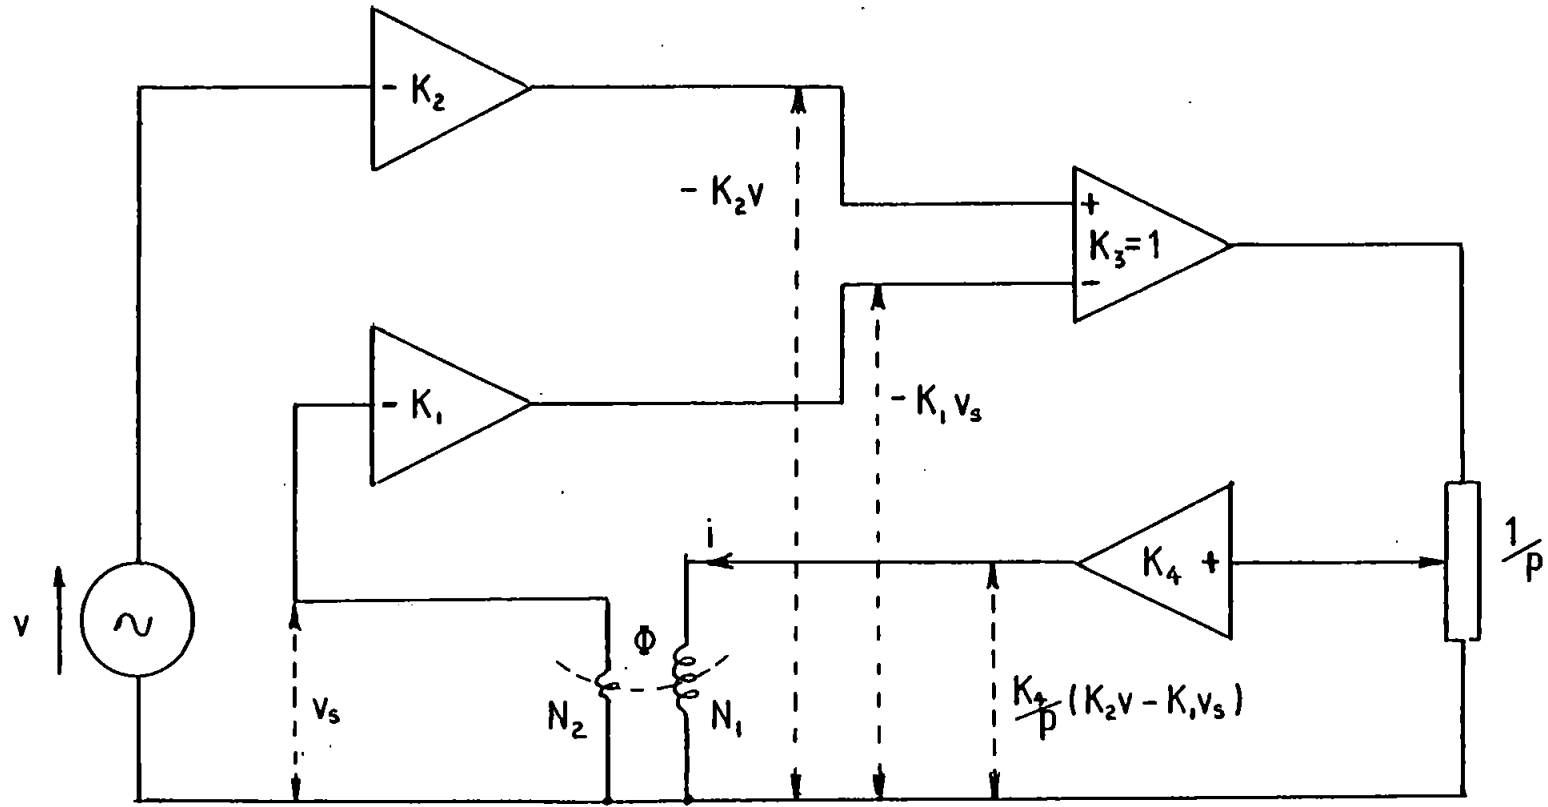 - K₂
- K₂v
+
K₃=1
-
- K₁
- K₁ vₛ
i
K₄ +
1/p
v
~
Φ
vₛ
N₂
N₁
K₄/p (K₂v - K₁vₛ)